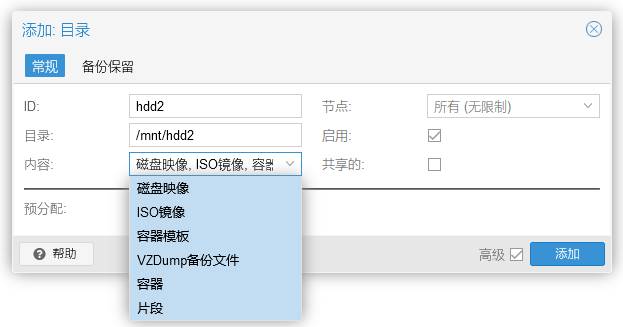 添加: 目录
常规 备份保留
ID: hdd2 节点: 所有 (无限制)
目录: /mnt/hdd2 启用:
内容: 磁盘映像, ISO镜像, 容器 共享的:
磁盘映像
ISO镜像
预分配:
容器模板
VZDump备份文件
帮助 高级 添加
容器
片段